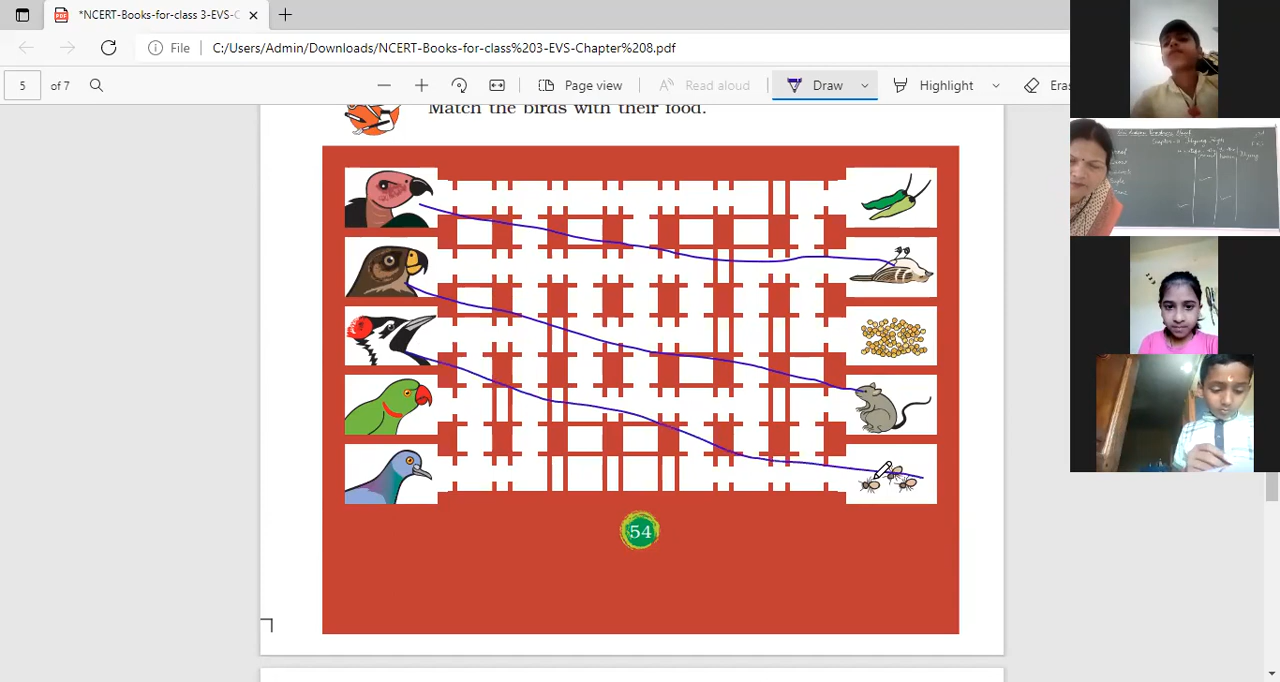 *NCERT-Books-for-class 3-EVS-C
File C:/Users/Admin/Downloads/NCERT-Books-for-class%203-EVS-Chapter%208.pdf
5 of 7 Page view Read aloud Draw Highlight Era
Match the birds with their food.
54